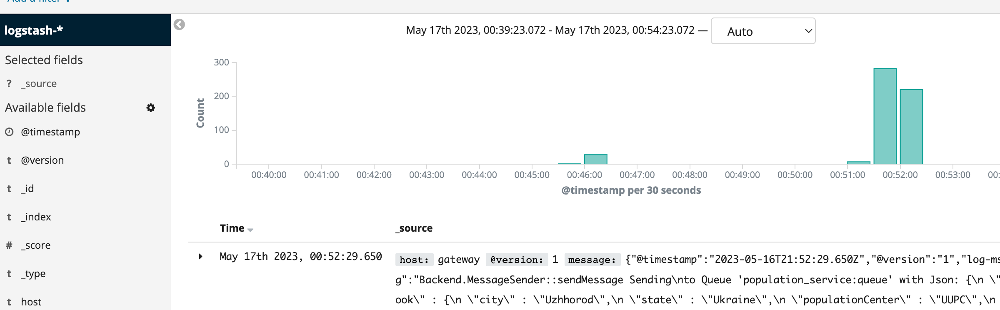 Add a filter
logstash-*
Selected fields
? _source
Available fields
@timestamp
t @version
t _id
t _index
# _score
t _type
t host
May 17th 2023, 00:39:23.072 - May 17th 2023, 00:54:23.072 — Auto
300
200
100
0
Count
00:40:00 00:41:00 00:42:00 00:43:00 00:44:00 00:45:00 00:46:00 00:47:00 00:48:00 00:49:00 00:50:00 00:51:00 00:52:00 00:53:00 00:
@timestamp per 30 seconds
Time _source
May 17th 2023, 00:52:29.650 host: gateway @version: 1 message: {"@timestamp":"2023-05-16T21:52:29.650Z","@version":"1","log-ms
g":"Backend.MessageSender::sendMessage Sending\nto Queue 'population_service:queue' with Json: {\n \"
ook\" : {\n \"city\" : \"Uzhhorod\",\n \"state\" : \"Ukraine\",\n \"populationCenter\" : \"UUPC\",\n